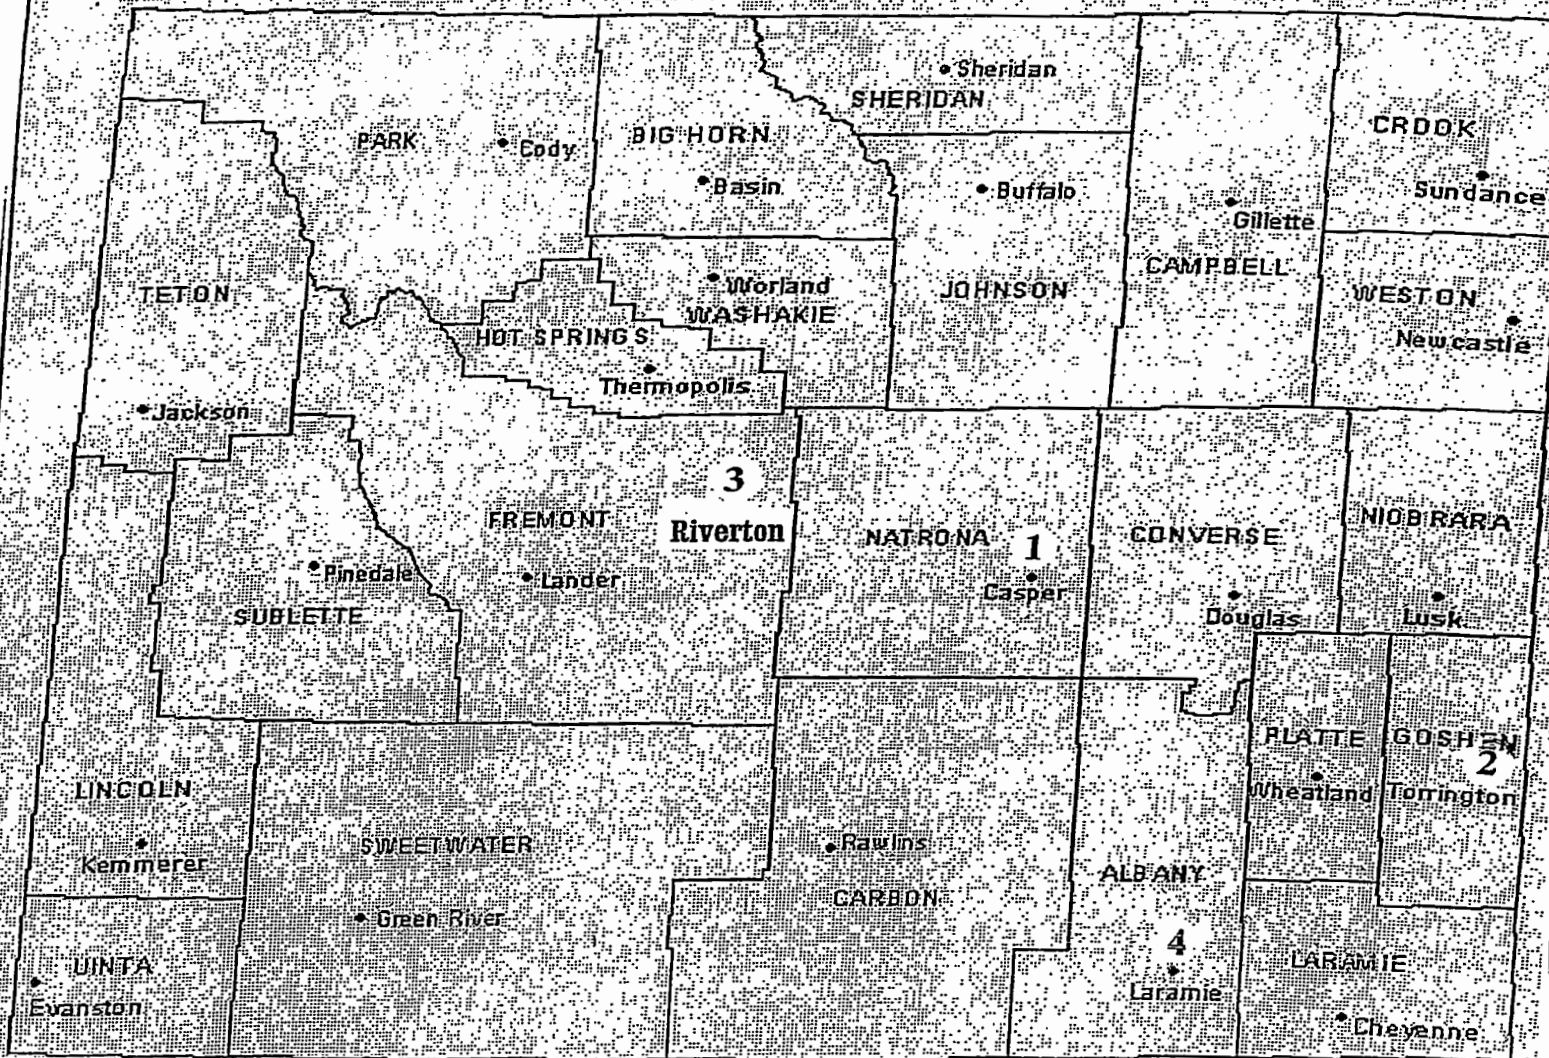 Sheridan
SHERIDAN
PARK
Cody
BIG HORN
Basin
CROOK
Sundance
Buffalo
Gillette
CAMPBELL
TETON
Worland
WASHAKIE
JOHNSON
WESTON
Newcastle
HOT SPRINGS
Thermopolis
Jackson
3
Riverton
FREMONT
Lander
NATRONA
1
Casper
CONVERSE
Douglas
NIOBRARA
Lusk
Pinedale
SUBLETTE
PLATTE
Wheatland
GOSHEN
2
Torrington
LINCOLN
Kemmerer
SWEETWATER
Green River
Rawlins
CARBON
ALBANY
4
Laramie
LARAMIE
Cheyenne
UINTA
Evanston